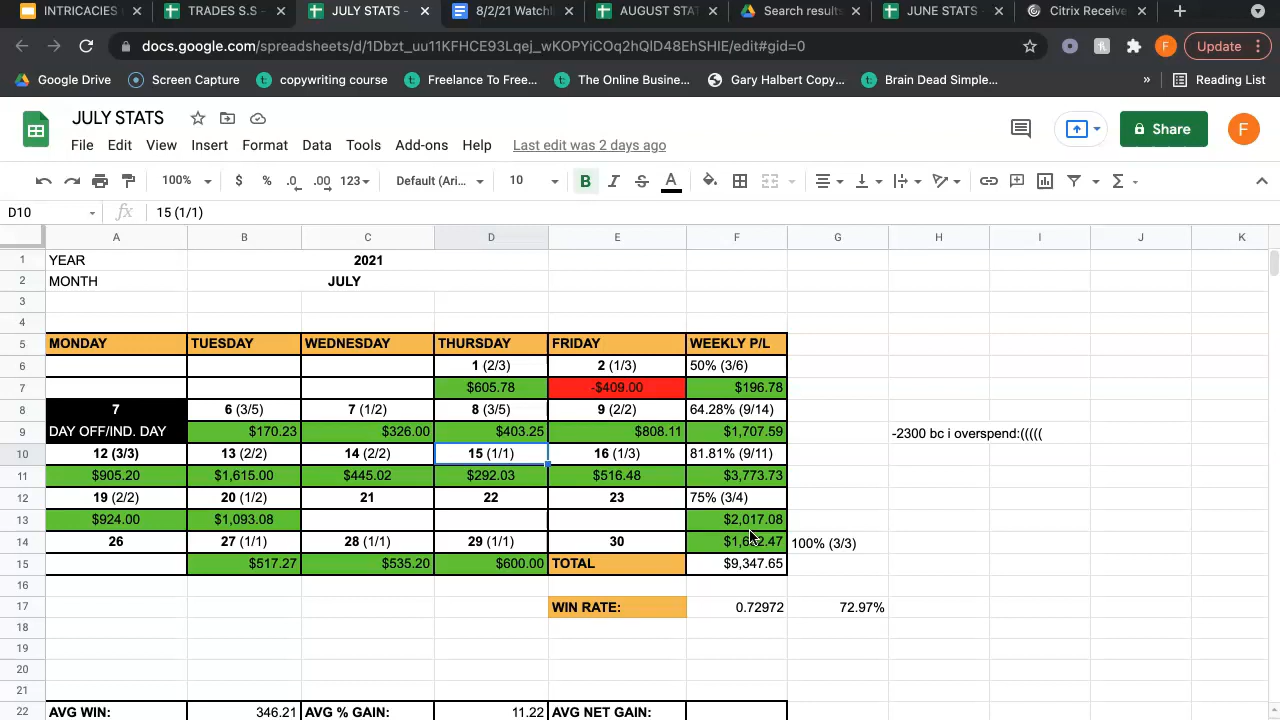 INTRICACIES
TRADES S.S -
JULY STATS -
8/2/21 Watchl
AUGUST STAT
Search results
JUNE STATS -
Citrix Receive
docs.google.com/spreadsheets/d/1Dbzt_uu11KFHCE93Lqej_wKOPYiCOq2hQID48EhSHIE/edit#gid=0
F
Update
Google Drive
Screen Capture
copywriting course
Freelance To Free...
The Online Busine...
Gary Halbert Copy...
Brain Dead Simple...
»
Reading List
JULY STATS
Share
F
File Edit View Insert Format Data Tools Add-ons Help Last edit was 2 days ago
100% $ % .0 .00 123 Default (Ari... 10 B I S A
D10 fx 15 (1/1)
A B C D E F G H I J K
1 YEAR 2021
2 MONTH JULY
3
4
5 MONDAY TUESDAY WEDNESDAY THURSDAY FRIDAY WEEKLY P/L
6 1 (2/3) 2 (1/3) 50% (3/6)
7 $605.78 -$409.00 $196.78
8 7 6 (3/5) 7 (1/2) 8 (3/5) 9 (2/2) 64.28% (9/14)
9 DAY OFF/IND. DAY $170.23 $326.00 $403.25 $808.11 $1,707.59 -2300 bc i overspend:(((((
10 12 (3/3) 13 (2/2) 14 (2/2) 15 (1/1) 16 (1/3) 81.81% (9/11)
11 $905.20 $1,615.00 $445.02 $292.03 $516.48 $3,773.73
12 19 (2/2) 20 (1/2) 21 22 23 75% (3/4)
13 $924.00 $1,093.08 $2,017.08
14 26 27 (1/1) 28 (1/1) 29 (1/1) 30 100% (3/3)
15 $517.27 $535.20 $600.00 TOTAL $9,347.65
16
17 WIN RATE: 0.72972 72.97%
18
19
20
21
22 AVG WIN: 346.21 AVG % GAIN: 11.22 AVG NET GAIN: